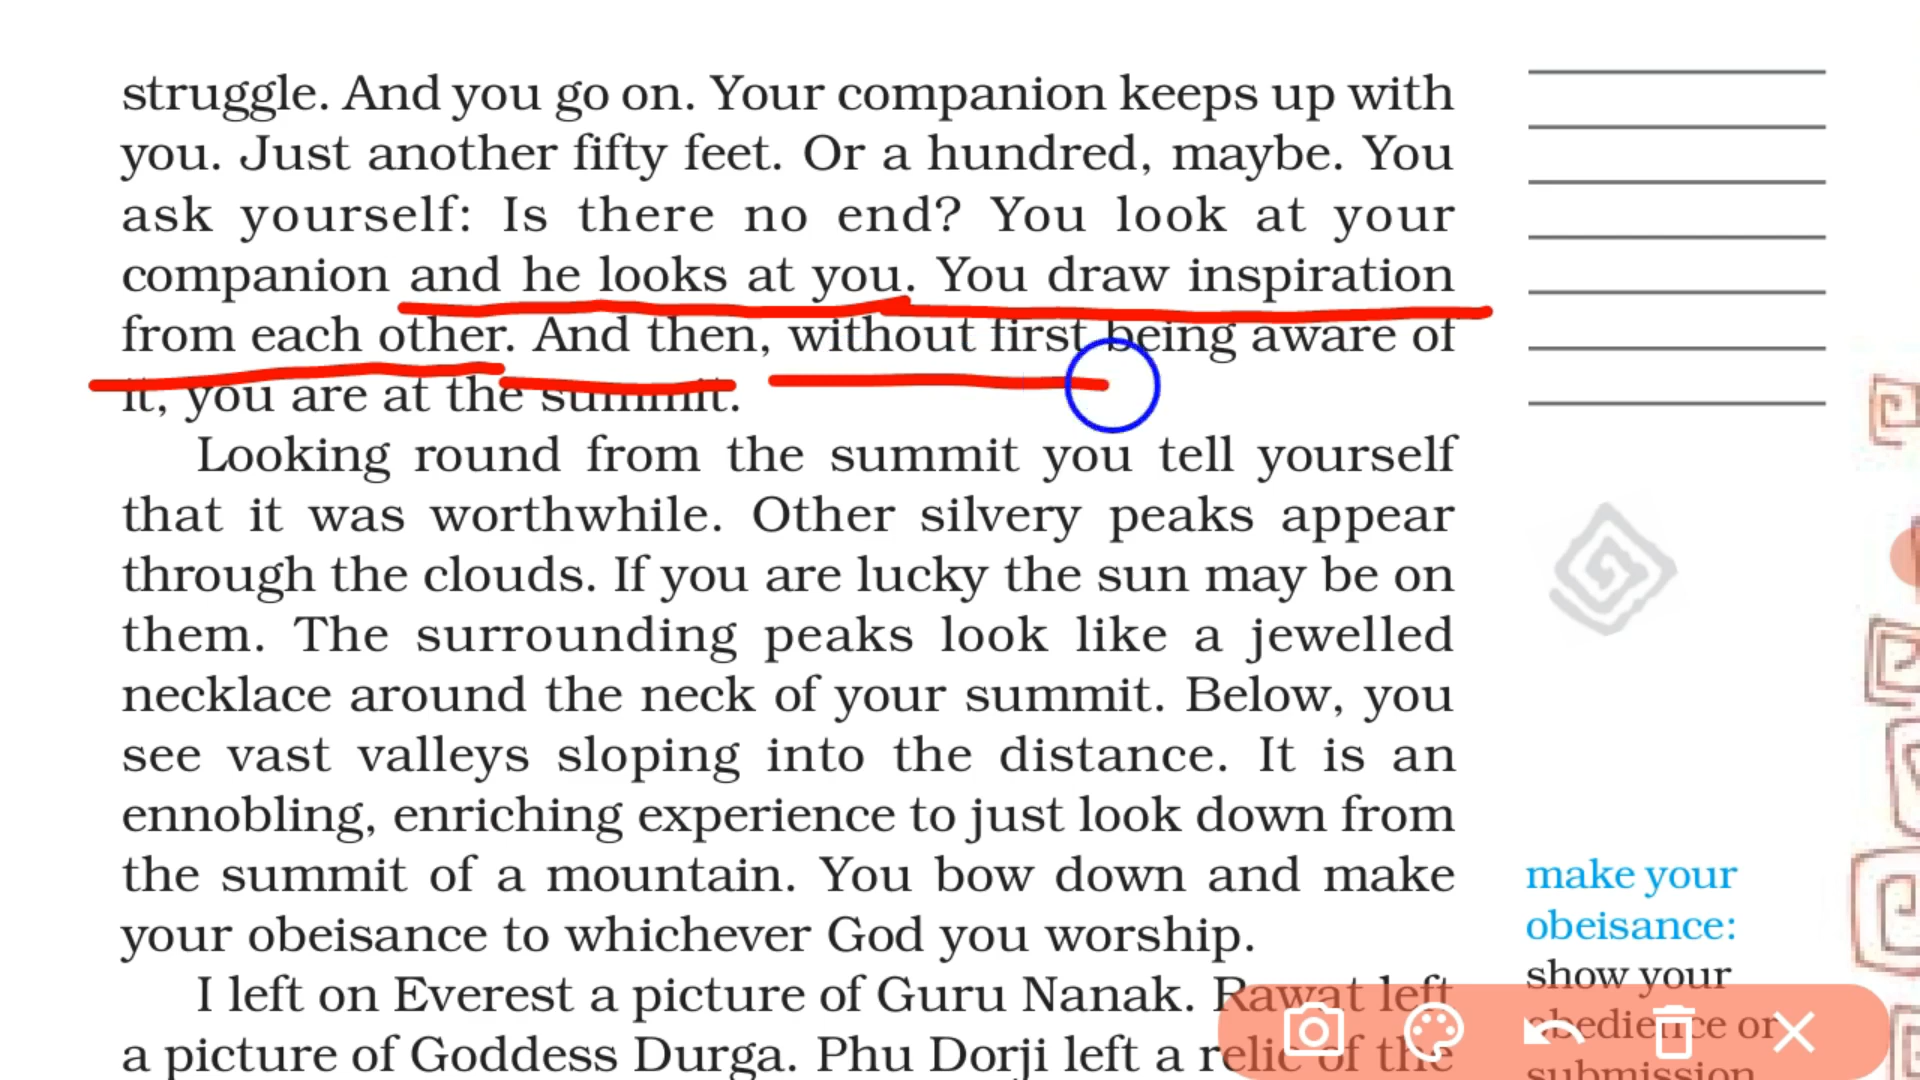 struggle. And you go on. Your companion keeps up with
you. Just another fifty feet. Or a hundred, maybe. You
ask yourself: Is there no end? You look at your
companion and he looks at you. You draw inspiration
from each other. And then, without first being aware of
it, you are at the summit.
Looking round from the summit you tell yourself
that it was worthwhile. Other silvery peaks appear
through the clouds. If you are lucky the sun may be on
them. The surrounding peaks look like a jewelled
necklace around the neck of your summit. Below, you
see vast valleys sloping into the distance. It is an
ennobling, enriching experience to just look down from
the summit of a mountain. You bow down and make
your obeisance to whichever God you worship.
I left on Everest a picture of Guru Nanak. Rawat left
a picture of Goddess Durga. Phu Dorji left a relic of the
make your
obeisance:
show your
obedience or
submission